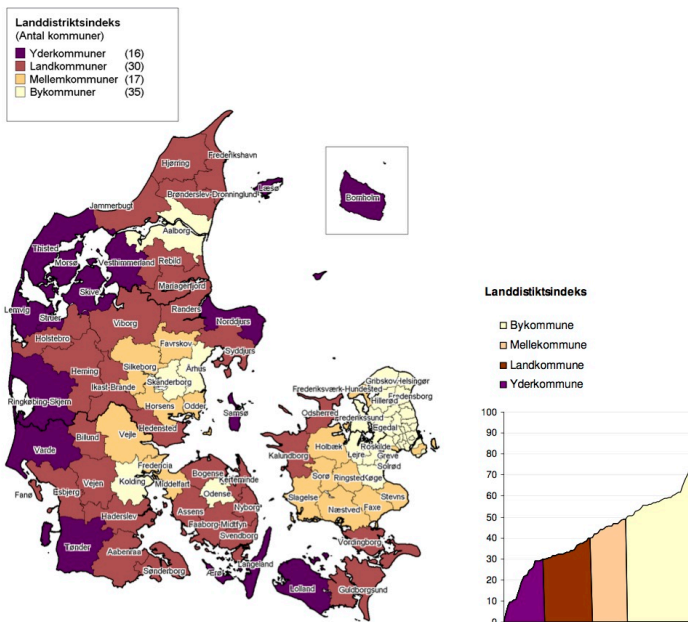 Landdistriktsindeks
(Antal kommuner)
Yderkommuner (16)
Landkommuner (30)
Mellemkommuner (17)
Bykommuner (35)
Frederikshavn
Hjørring
Læsø
Brønderslev-Dronninglund
Bornholm
Jammerbugt
Aalborg
Thisted
Rebild
Morsø
Vesthimmerland
Mariagerfjord
Skive
Lemvig
Struer
Randers
Viborg
Norddjurs
Holstebro
Favrskov
Syddjurs
Silkeborg
Århus
Herning
Skanderborg
Ikast-Brande
Ringkøbing-Skjern
Horsens
Odder
Samsø
Hedensted
Gribskov
Helsingør
Frederiksværk-Hundested
Hillerød
Fredensborg
Odsherred
Frederikssund
Egedal
Varde
Billund
Vejle
Holbæk
Roskilde
Kalundborg
Lejre
Greve
Solrød
Fredericia
Bogense
Kolding
Middelfart
Kerteminde
Vejen
Sorø
Ringsted
Køge
Fanø
Esbjerg
Odense
Slagelse
Stevns
Nyborg
Assens
Næstved
Faxe
Haderslev
Faaborg-Midtfyn
Svendborg
Vordingborg
Tønder
Aabenraa
Langeland
Sønderborg
Ærø
Lolland
Guldborgsund
Landdistiktsindeks
Bykommune
Mellekommune
Landkommune
Yderkommune
100
90
80
70
60
50
40
30
20
10
0